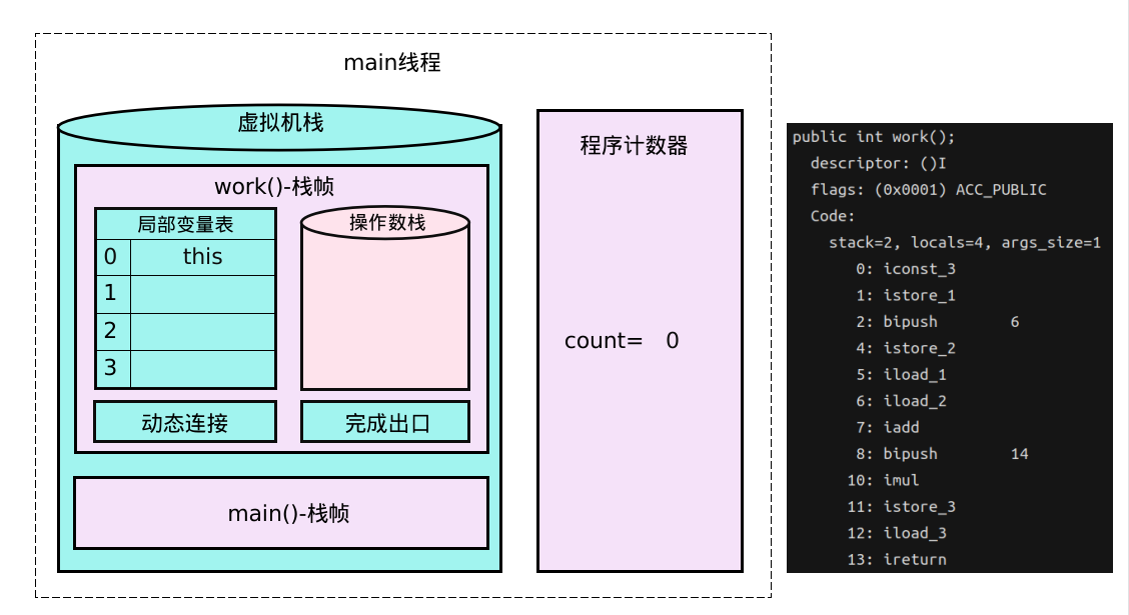 main线程
虚拟机栈
work()-栈帧
局部变量表
0 this
1
2
3
操作数栈
动态连接
完成出口
main()-栈帧
程序计数器
count= 0
public int work();
descriptor: ()I
flags: (0x0001) ACC_PUBLIC
Code:
stack=2, locals=4, args_size=1
0: iconst_3
1: istore_1
2: bipush 6
4: istore_2
5: iload_1
6: iload_2
7: iadd
8: bipush 14
10: imul
11: istore_3
12: iload_3
13: ireturn